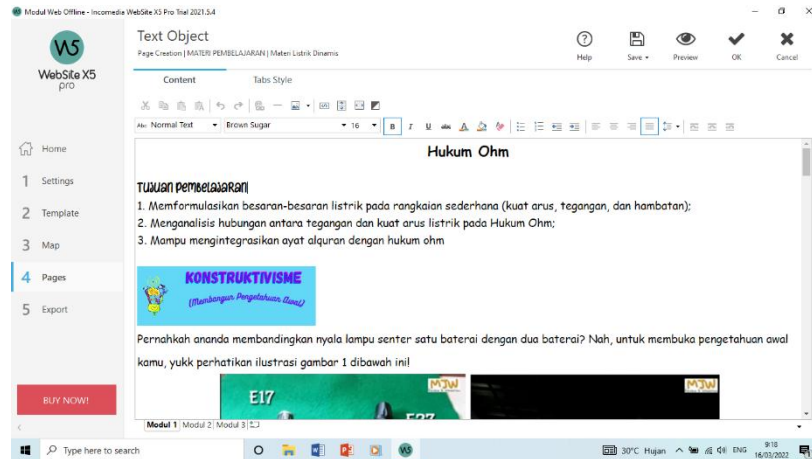 Modul Web Offline - Incomedia WebSite X5 Pro Trial 2021.5.4
W5
WebSite X5
pro
Text Object
Page Creation | MATERI PEMBELAJARAN | Materi Listrik Dinamis
Help
Save
Preview
OK
Cancel
Content
Tabs Style
Abc Normal Text
Brown Sugar
16
B I U abc A
Home
1 Settings
2 Template
3 Map
4 Pages
5 Export
BUY NOW!
Hukum Ohm
Tujuan Pembelajaran
1. Memformulasikan besaran-besaran listrik pada rangkaian sederhana (kuat arus, tegangan, dan hambatan);
2. Menganalisis hubungan antara tegangan dan kuat arus listrik pada Hukum Ohm;
3. Mampu mengintegrasikan ayat alquran dengan hukum ohm
KONSTRUKTIVISME
(Membangun Pengetahuan Awal)
Pernahkah ananda membandingkan nyala lampu senter satu baterai dengan dua baterai? Nah, untuk membuka pengetahuan awal
kamu, yukk perhatikan ilustrasi gambar 1 dibawah ini!
E17
E27
MJW
MJW
Modul 1 Modul 2 Modul 3
Type here to search
30°C Hujan
ENG
9:18
16/03/2022